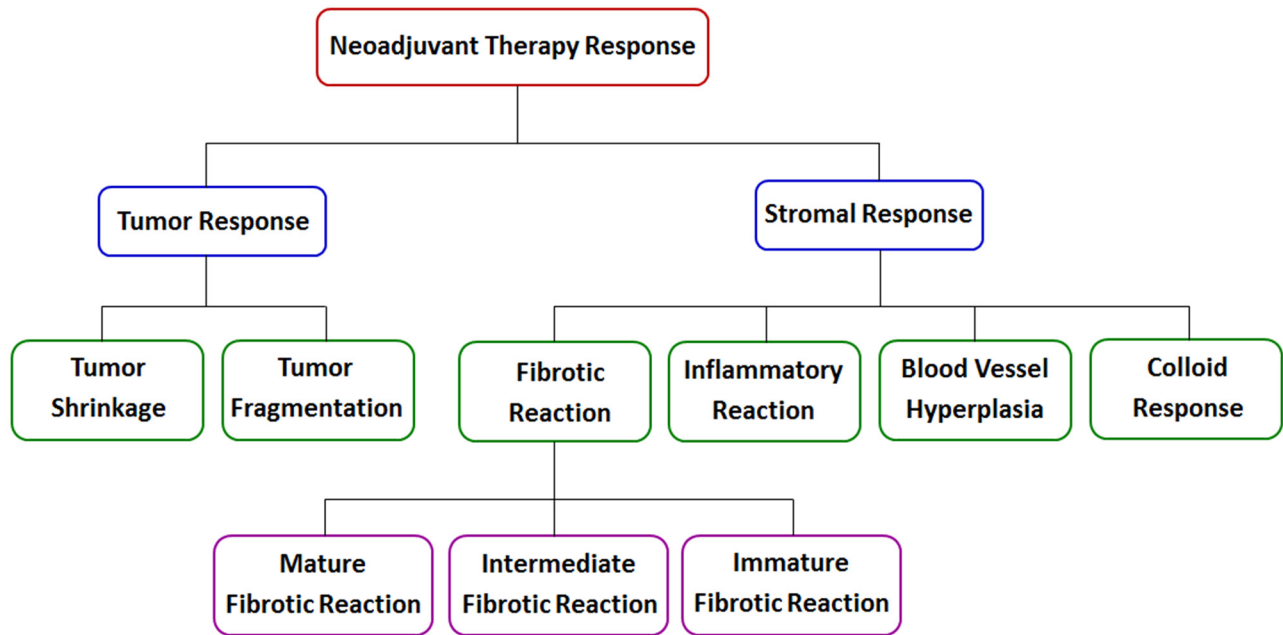 Neoadjuvant Therapy Response
Tumor Response
Stromal Response
Tumor
Shrinkage
Tumor
Fragmentation
Fibrotic
Reaction
Inflammatory
Reaction
Blood Vessel
Hyperplasia
Colloid
Response
Mature
Fibrotic Reaction
Intermediate
Fibrotic Reaction
Immature
Fibrotic Reaction